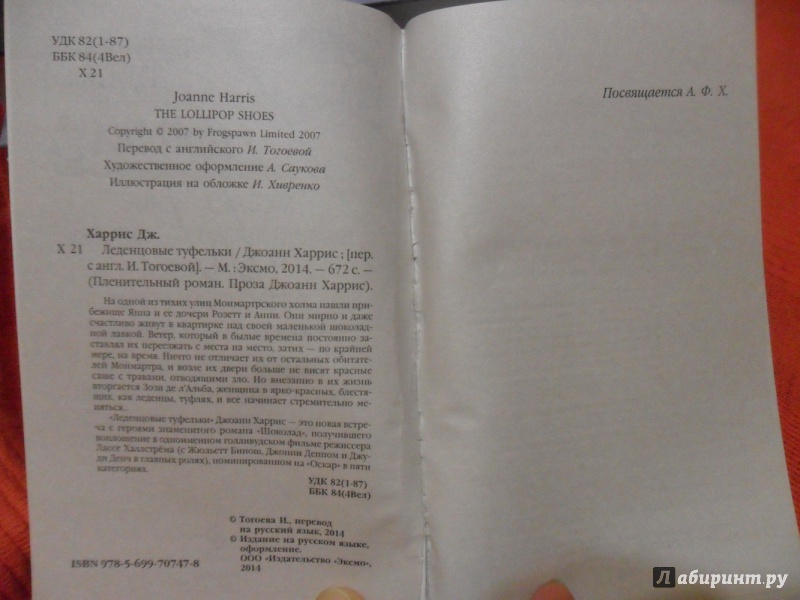 УДК 82(1-87)
ББК 84(4Вел)
Х 21
Joanne Harris
THE LOLLIPOP SHOES
Copyright © 2007 by Frogspawn Limited 2007
Перевод с английского И. Тогоевой
Художественное оформление А. Саукова
Иллюстрация на обложке И. Хивренко
Харрис Дж.
Х 21 Леденцовые туфельки / Джоанн Харрис ; [пер.
с англ. И. Тогоевой]. — М. : Эксмо, 2014. — 672 с. —
(Пленительный роман. Проза Джоанн Харрис).
На одной из тихих улиц Монмартрского холма нашли при-
бежище Янна и ее дочери Розетт и Анни. Они мирно и даже
счастливо живут в квартирке над своей маленькой шоколад-
ной лавкой. Ветер, который в былые времена постоянно за-
ставлял их переезжать с места на место, затих — по крайней
мере, на время. Ничто не отличает их от остальных обитате-
лей Монмартра, и возле их двери больше не висят красные
саше с травами, отводящими зло. Но внезапно в их жизнь
вторгается Зози де л'Альба, женщина в ярко-красных, блестя-
щих, как леденцы, туфлях, и все начинает стремительно ме-
няться...
«Леденцовые туфельки» Джоанн Харрис — это новая встре-
ча с героями знаменитого романа «Шоколад», получившего
воплощение в одноименном голливудском фильме режиссера
Лассе Халлстрёма (с Жюльетт Бинош, Джонни Деппом и Джу-
ди Денч в главных ролях), номинированном на «Оскар» в пяти
категориях.
УДК 82(1-87)
ББК 84(4Вел)
© Тогоева И., перевод
на русский язык, 2014
© Издание на русском языке,
оформление.
ООО «Издательство «Эксмо»,
2014
ISBN 978-5-699-70747-8
Посвящается А. Ф. Х.
Лабиринт.ру